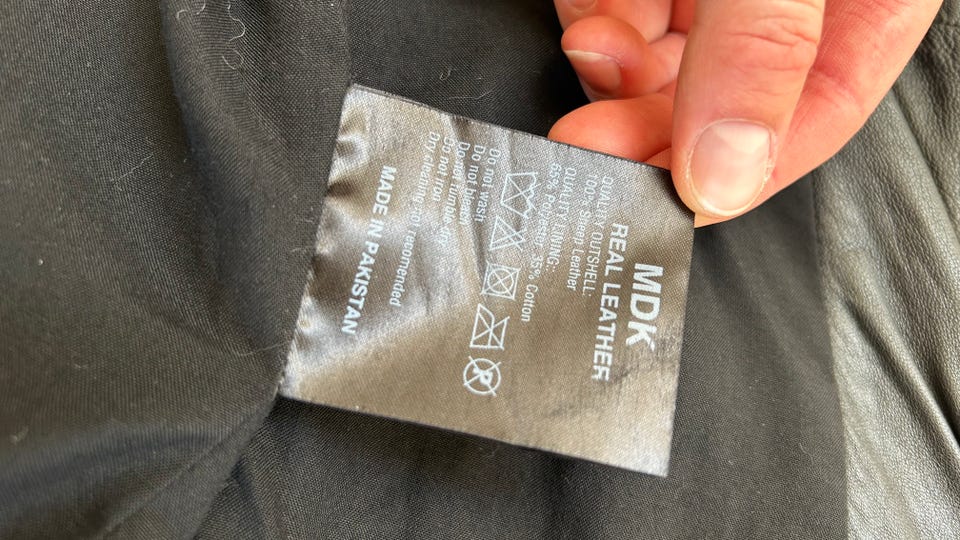 MDK
REAL LEATHER
QUALITY OUTSHELL:
100% Sheep Leather
QUALITY LINING::
65% Polyester 35% Cotton
Do not wash
Do not bleach
Do not tumble dry
Do not iron
Dry cleaning not recomended
MADE IN PAKISTAN